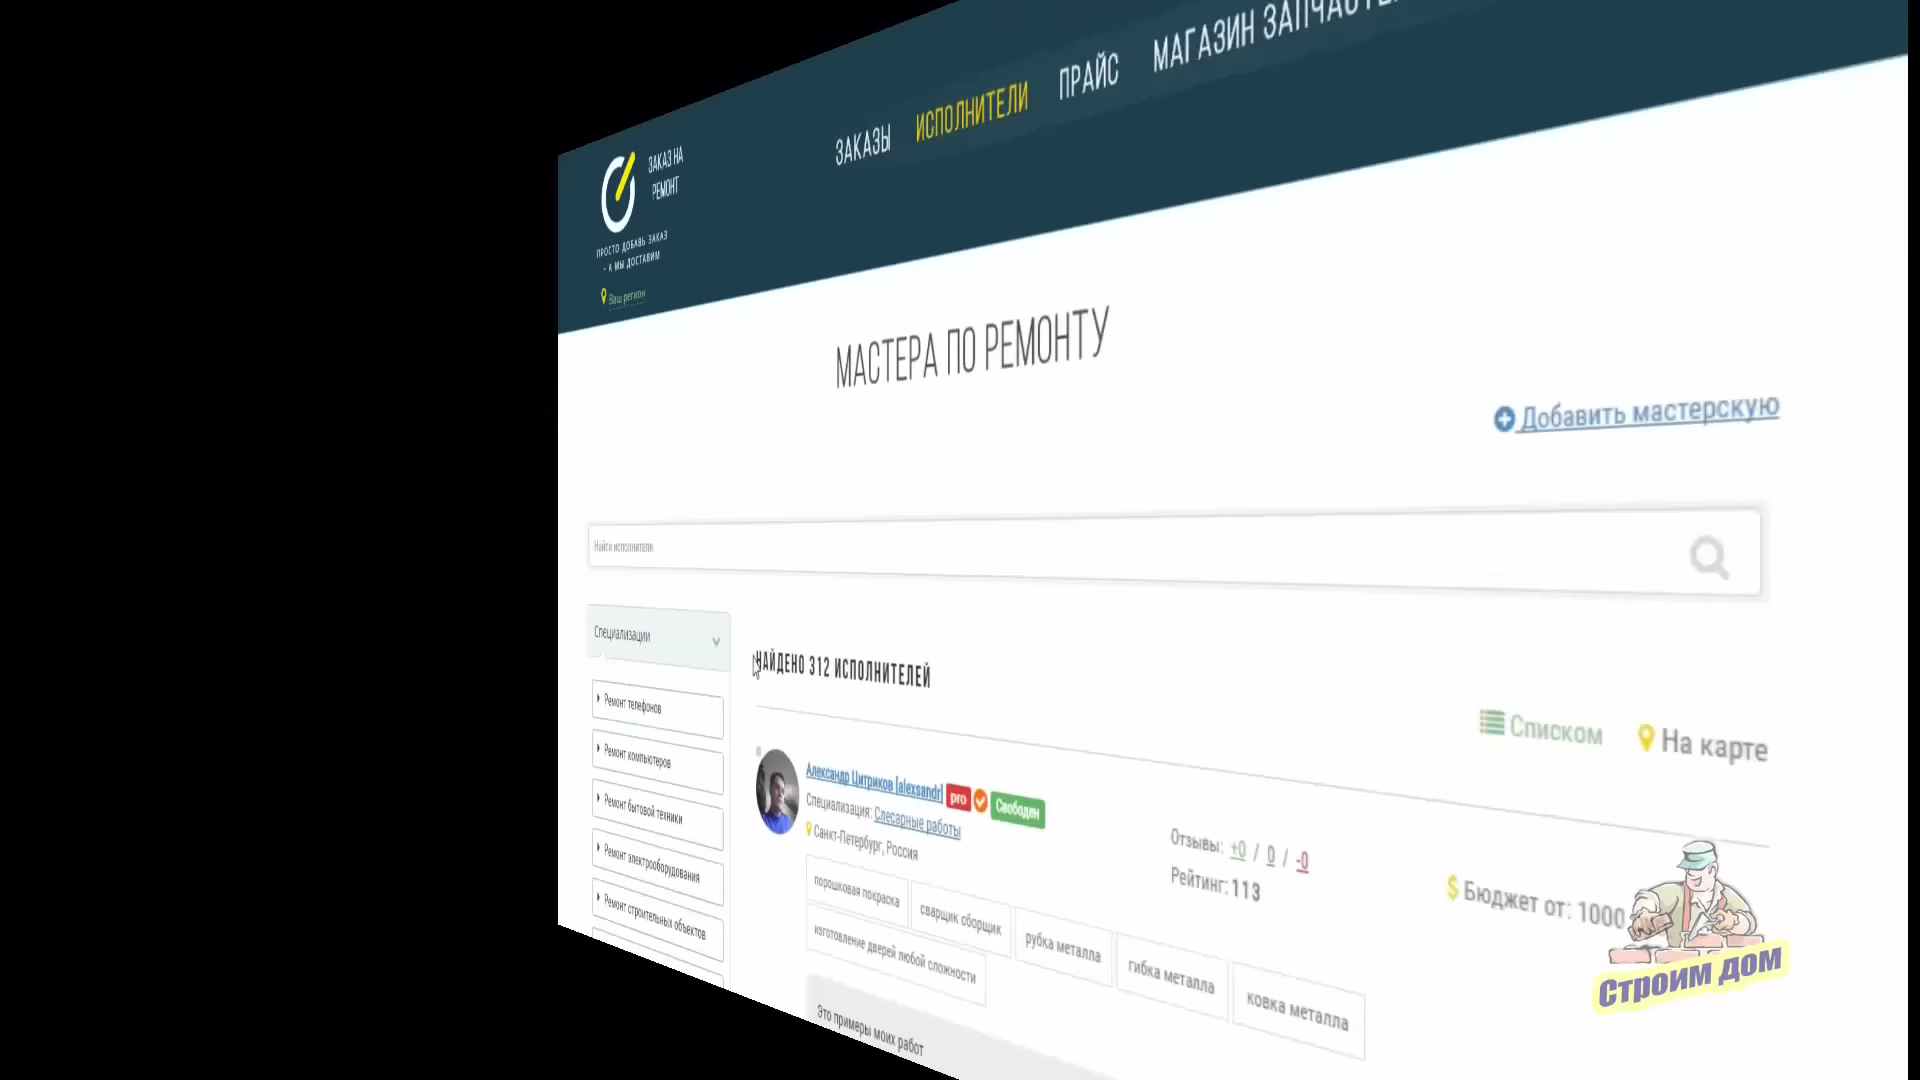 ЗАКАЗЫ ИСПОЛНИТЕЛИ ПРАЙС МАГАЗИН ЗАПЧАСТЕ
ЗАКАЗ НА
РЕМОНТ
ПРОСТО ДОБАВЬ ЗАКАЗ
- А МЫ ДОСТАВИМ
Ваш регион
МАСТЕРА ПО РЕМОНТУ
Добавить мастерскую
Найти исполнителя
Специализации
Ремонт телефонов
Ремонт компьютеров
Ремонт бытовой техники
Ремонт электрооборудования
Ремонт строительных объектов
НАЙДЕНО 312 ИСПОЛНИТЕЛЕЙ
Списком На карте
Александр Цитриков [alexsandr] pro Свободен
Специализация: Слесарные работы
Санкт-Петербург, Россия
Отзывы: +0 / 0 / -0
Рейтинг: 113
$ Бюджет от: 1000
порошковая покраска сварщик сборщик рубка металла гибка металла ковка металла
изготовление дверей любой сложности
Это примеры моих работ
Строим дом